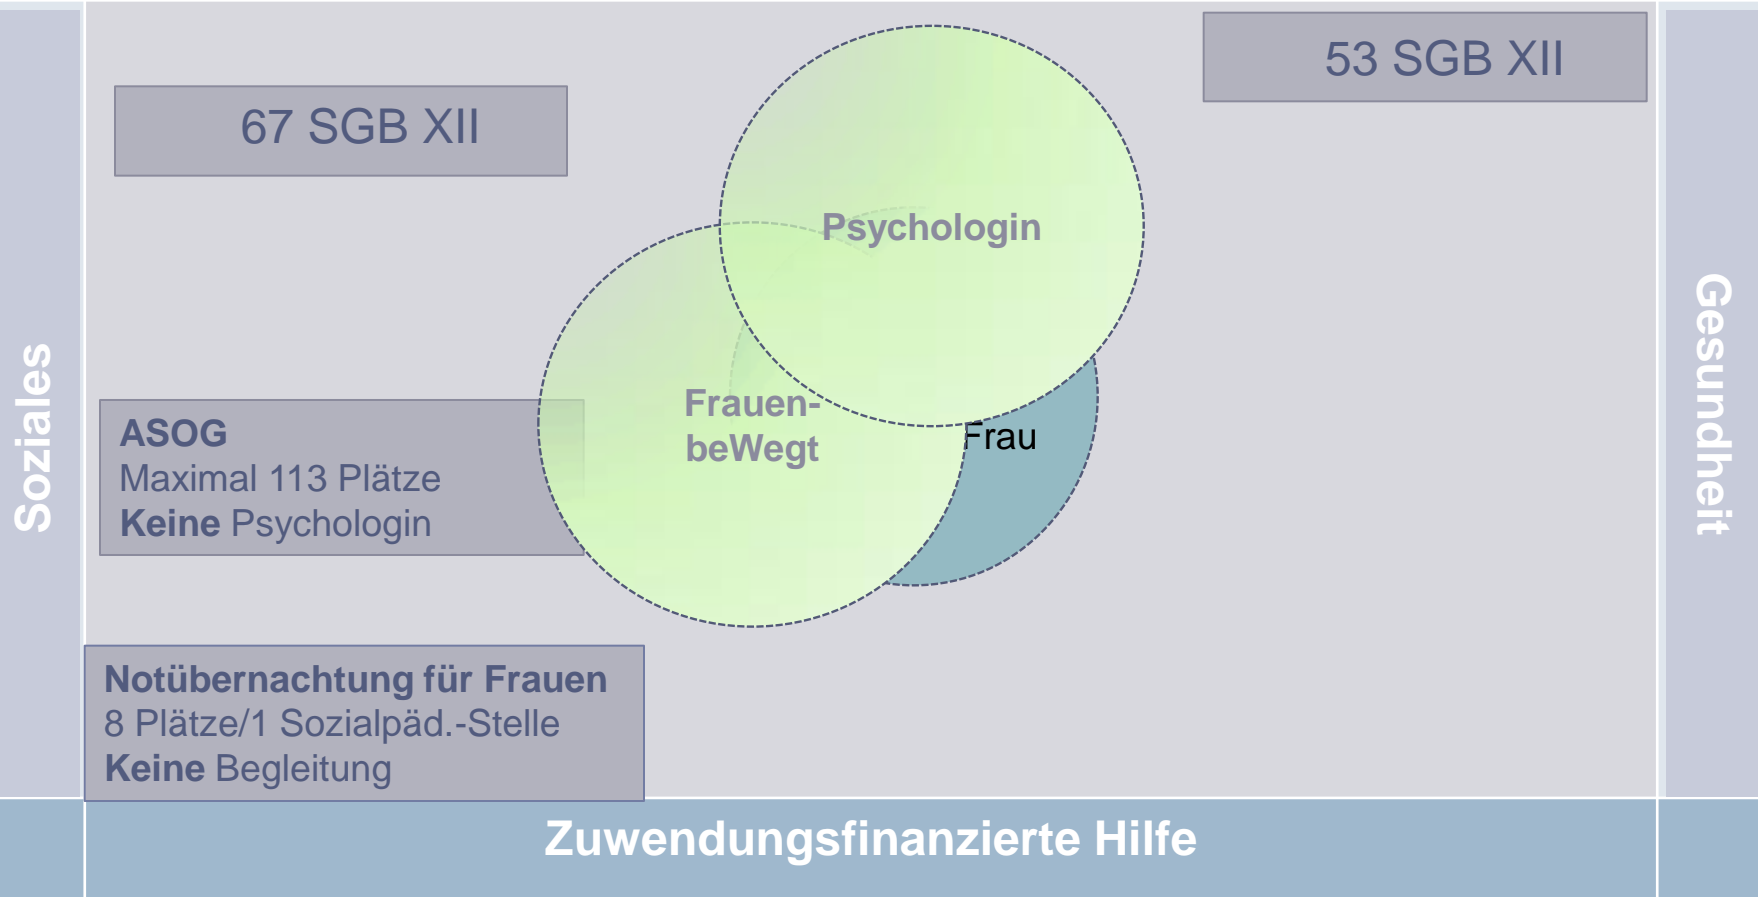 53 SGB XII
67 SGB XII
Psychologin
Frauen-
beWegt
Frau
ASOG
Maximal 113 Plätze
Keine Psychologin
Notübernachtung für Frauen
8 Plätze/1 Sozialpäd.-Stelle
Keine Begleitung
Soziales
Gesundheit
Zuwendungsfinanzierte Hilfe